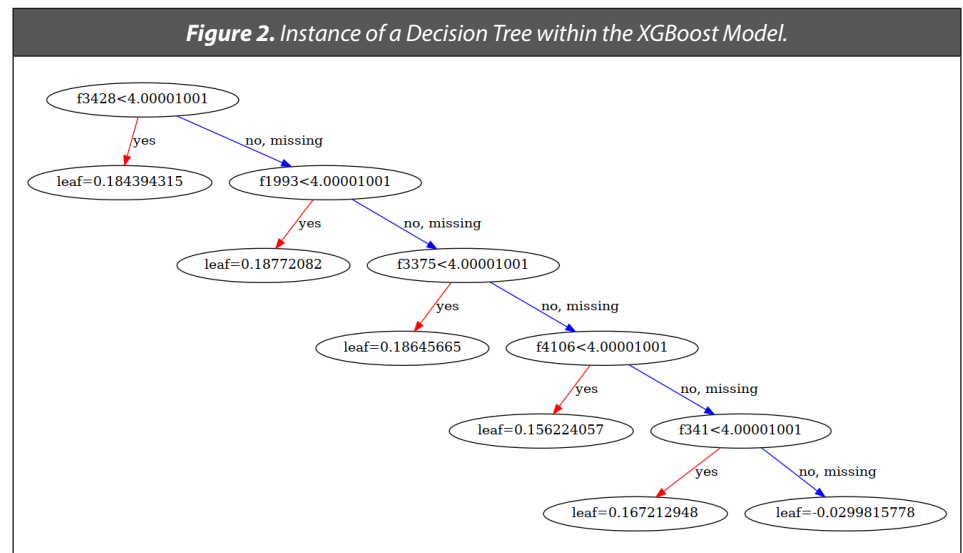 Figure 2. Instance of a Decision Tree within the XGBoost Model.
f3428<4.00001001
yes
no, missing
leaf=0.184394315
f1993<4.00001001
yes
no, missing
leaf=0.18772082
f3375<4.00001001
yes
no, missing
leaf=0.18645665
f4106<4.00001001
yes
no, missing
leaf=0.156224057
f341<4.00001001
yes
no, missing
leaf=0.167212948
leaf=-0.0299815778